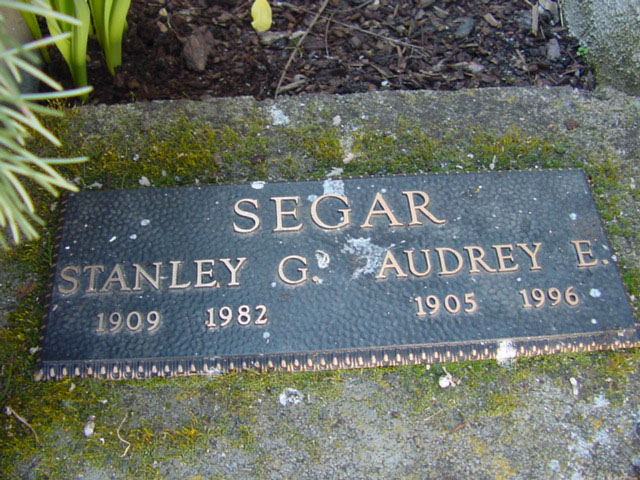 SEGAR
STANLEY G. AUDREY E.
1909 1982 1905 1996